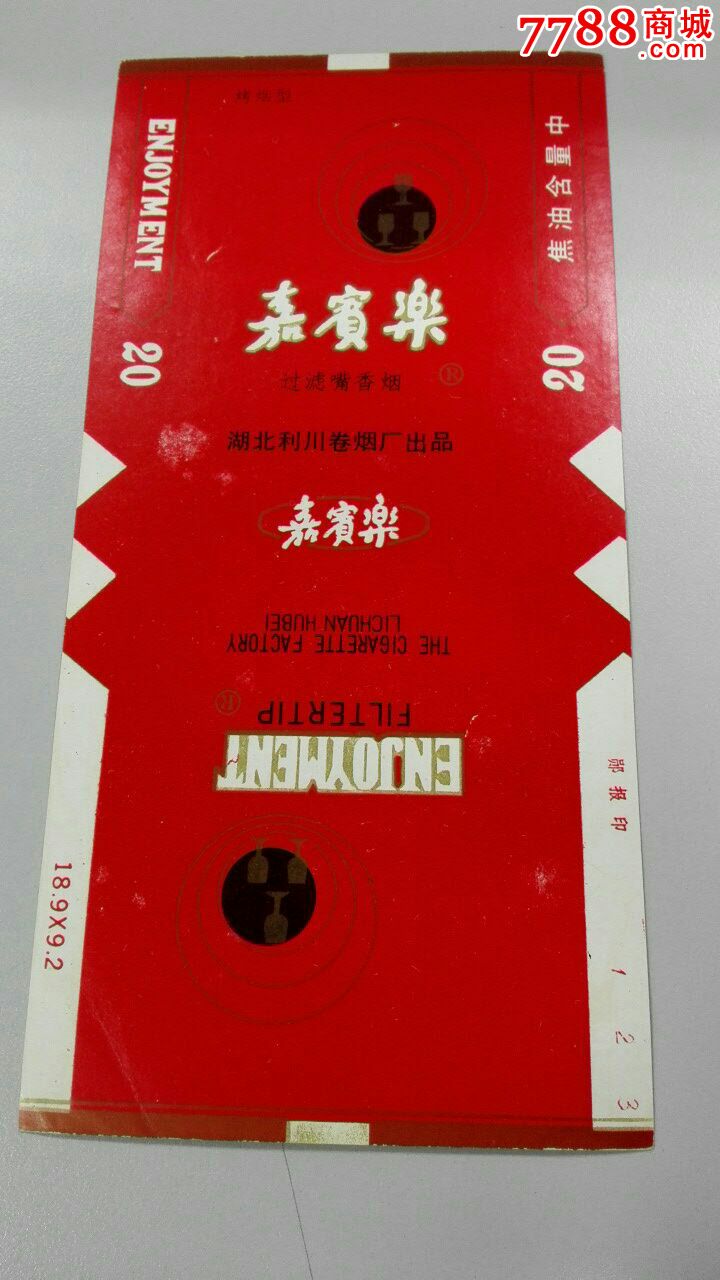 7788商城
.com
烤烟型
ENJOYMENT
20
焦油含量中
20
嘉賓樂
过滤嘴香烟 ®
湖北利川卷烟厂出品
嘉賓樂
LICHUAN HUBEI
THE CIGARETTE FACTORY
FILTERTIP ®
ENJOYMENT
郧报印
18.9X9.2
1 2 3